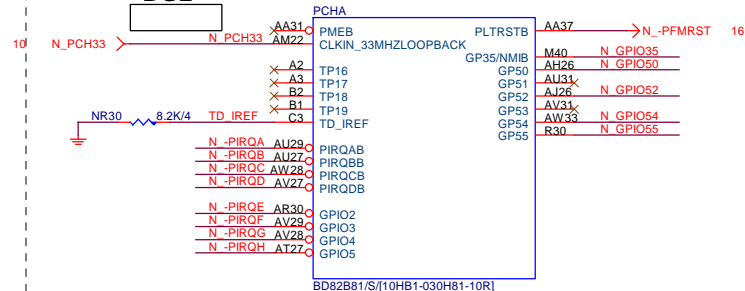 PCHA
AA31 PMEB PLTRSTB AA37 N_-PFMRST 16
10 N_PCH33 N_PCH33 AM22 CLKIN_33MHZLOOPBACK
GP35/NMIB M40 N_GPIO35
A2 TP16 GP50 AH26 N_GPIO50
A3 TP17 GP51 AU31
B2 TP18 GP52 AJ26 N_GPIO52
B1 TP19 GP53 AV31
NR30 8.2K/4 TD_IREF C3 TD_IREF GP54 AW33 N_GPIO54
GP55 R30 N_GPIO55
N_-PIRQA AU29 PIRQAB
N_-PIRQB AU27 PIRQBB
N_-PIRQC AW28 PIRQCB
N_-PIRQD AV27 PIRQDB
N_-PIRQE AR30 GPIO2
N_-PIRQF AV29 GPIO3
N_-PIRQG AV28 GPIO4
N_-PIRQH AT27 GPIO5
BD82B81/S/[10HB1-030H81-10R]